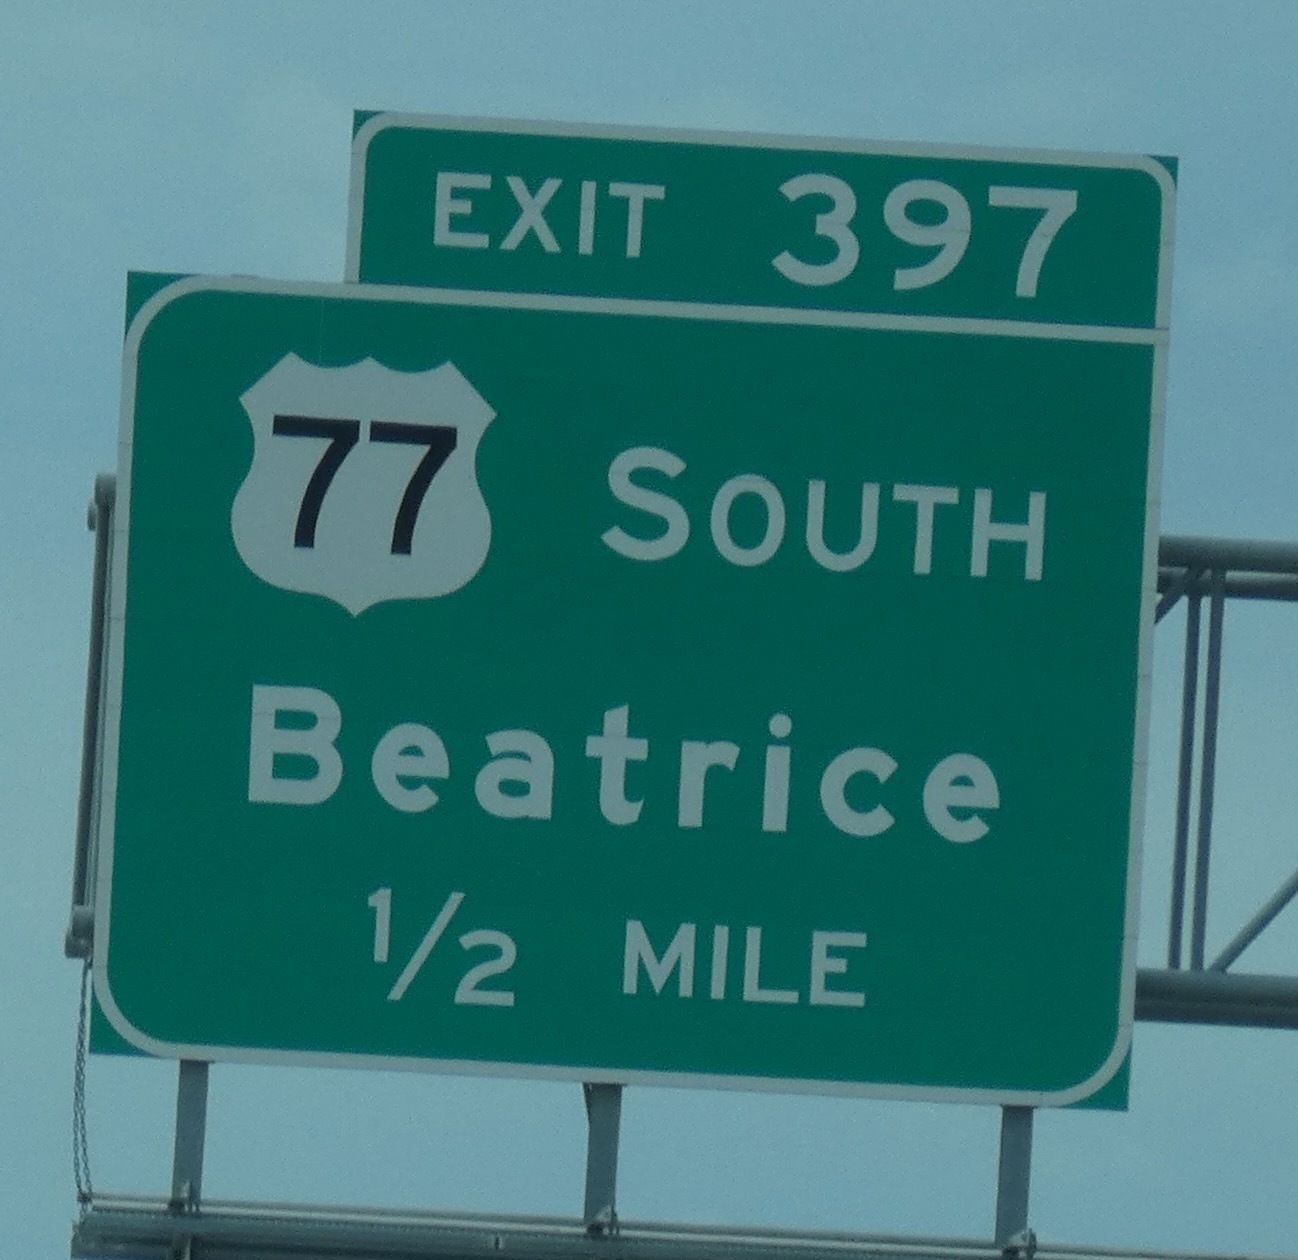 EXIT 397
77 SOUTH
Beatrice
1/2 MILE